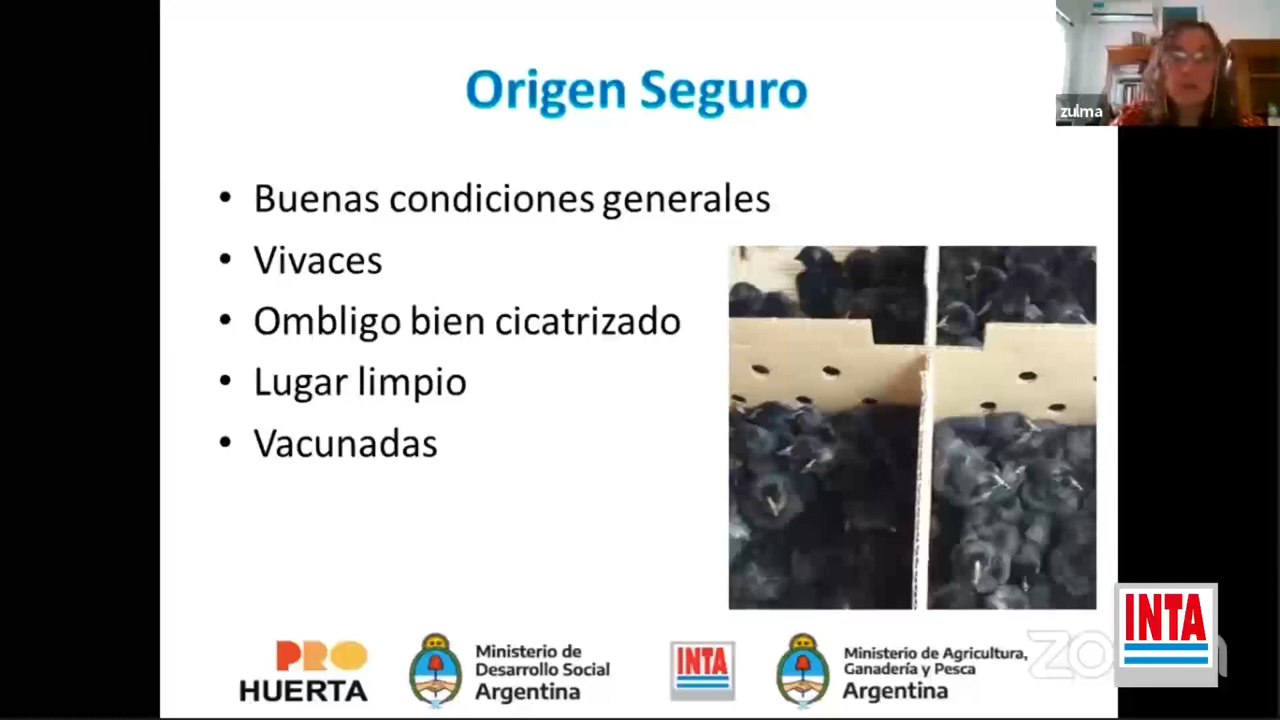 Origen Seguro
zulma
• Buenas condiciones generales
• Vivaces
• Ombligo bien cicatrizado
• Lugar limpio
• Vacunadas
PRO
HUERTA
Ministerio de
Desarrollo Social
Argentina
INTA
Ministerio de Agricultura,
Ganadería y Pesca
Argentina
INTA